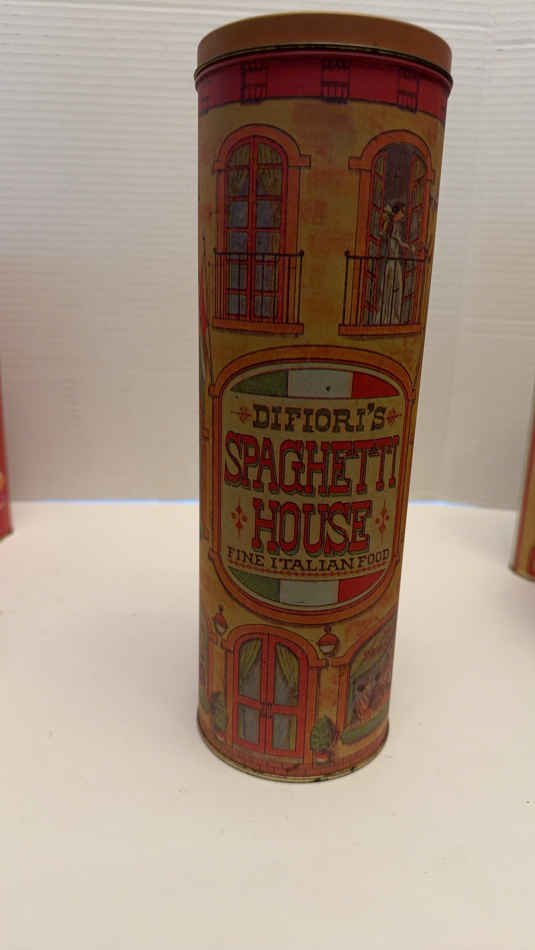 DIFIORI'S
SPAGHETTI
HOUSE
FINE ITALIAN FOOD